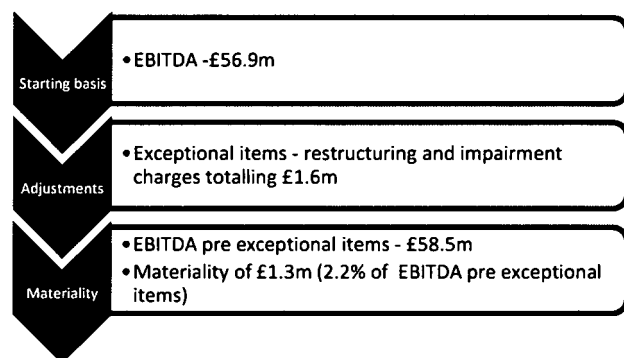 Starting basis
•EBITDA -£56.9m
Adjustments
•Exceptional items - restructuring and impairment
charges totalling £1.6m
Materiality
•EBITDA pre exceptional items - £58.5m
•Materiality of £1.3m (2.2% of EBITDA pre exceptional
items)